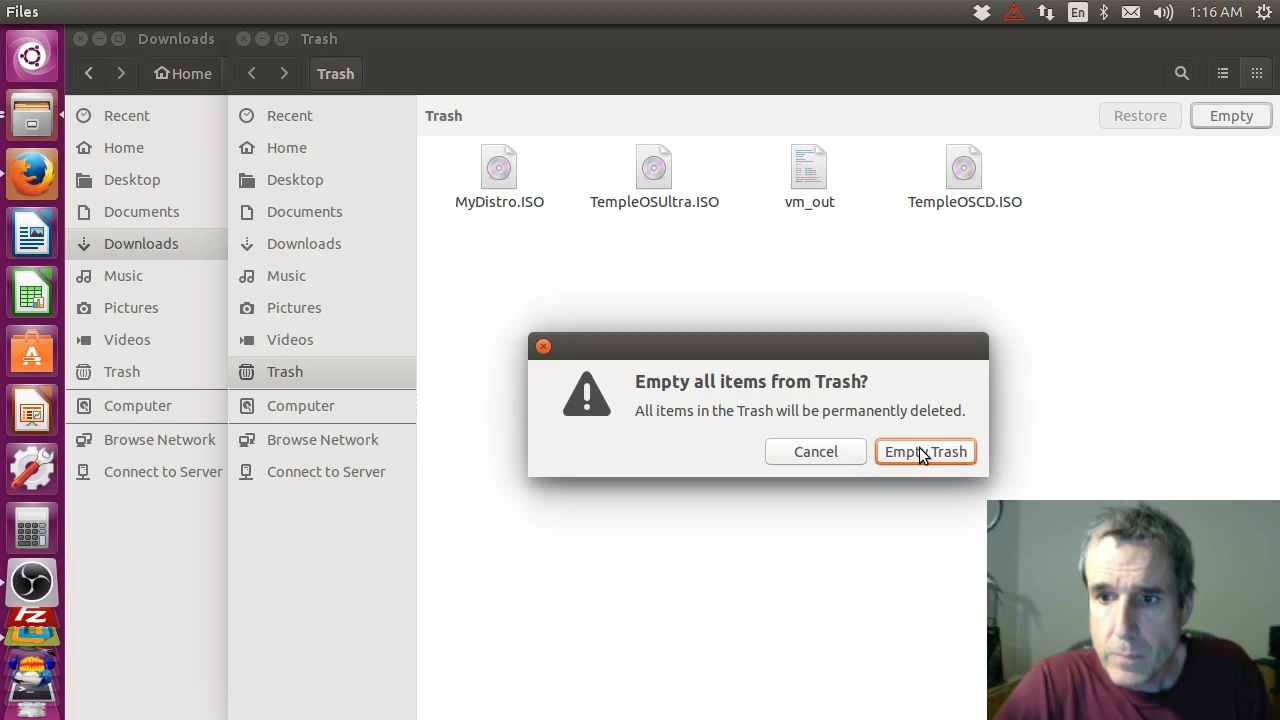 Files
En
1:16 AM
Downloads
Trash
Home
Trash
Recent
Home
Desktop
Documents
Downloads
Music
Pictures
Videos
Trash
Computer
Browse Network
Connect to Server
Recent
Home
Desktop
Documents
Downloads
Music
Pictures
Videos
Trash
Computer
Browse Network
Connect to Server
Trash
Restore
Empty
MyDistro.ISO
TempleOSUltra.ISO
vm_out
TempleOSCD.ISO
Empty all items from Trash?
All items in the Trash will be permanently deleted.
Cancel
Empty Trash
A
FZ